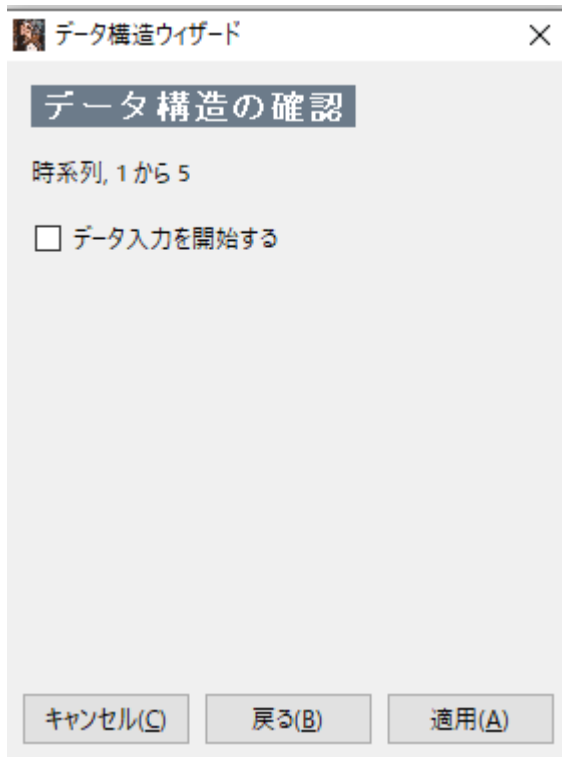 データ構造ウィザード
データ構造の確認
時系列, 1 から 5
データ入力を開始する
キャンセル(C) 戻る(B) 適用(A)